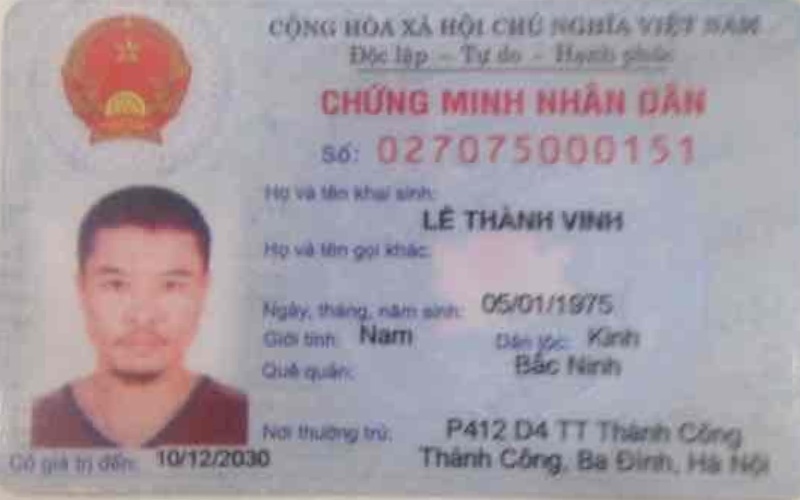 CỘNG HÒA XÃ HỘI CHỦ NGHĨA VIỆT NAM
Độc lập - Tự do - Hạnh phúc
CHỨNG MINH NHÂN DÂN
Số: 027075000151
Họ và tên khai sinh:
LÊ THÀNH VINH
Họ và tên gọi khác:
Ngày, tháng, năm sinh: 05/01/1975
Giới tính: Nam Dân tộc: Kinh
Quê quán: Bắc Ninh
Nơi thường trú: P412 D4 TT Thành Công
Thành Công, Ba Đình, Hà Nội
Có giá trị đến: 10/12/2030